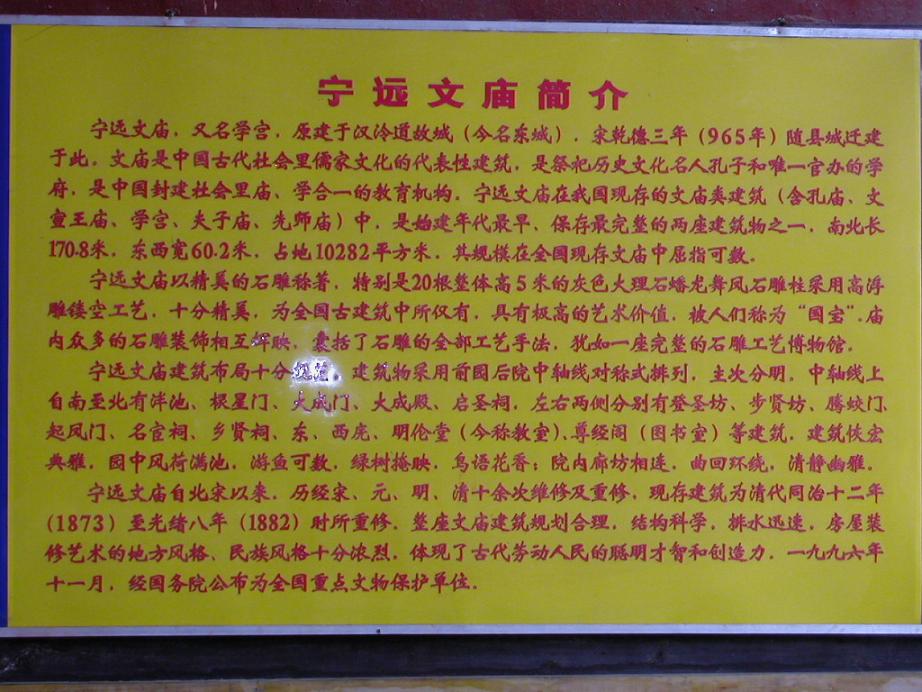 宁远文庙简介
宁远文庙，又名学宫，原建于汉泠道故城（今名东城），宋乾德三年（965年）随县城迁建
于此。文庙是中国古代社会里儒家文化的代表性建筑，是祭祀历史文化名人孔子和唯一官办的学
府，是中国封建社会里庙、学合一的教育机构。宁远文庙在我国现存的文庙类建筑（含孔庙、文
宣王庙、学宫、夫子庙、先师庙）中，是始建年代最早、保存最完整的两座建筑物之一，南北长
170.8米，东西宽60.2米，占地10282平方米，其规模在全国现存文庙中屈指可数。
宁远文庙以精美的石雕称著，特别是20根整体高5米的灰色大理石蟠龙舞凤石雕柱采用高浮
雕镂空工艺，十分精美，为全国古建筑中所仅有，具有极高的艺术价值，被人们称为“国宝”。庙
内众多的石雕装饰相互辉映，囊括了石雕的全部工艺手法，犹如一座完整的石雕工艺博物馆。
宁远文庙建筑布局十分规范，建筑物采用前园后院中轴线对称式排列，主次分明，中轴线上
自南至北有泮池、棂星门、大成门、大成殿、启圣祠，左右两侧分别有登圣坊、步贤坊、腾蛟门、
起凤门、名宦祠、乡贤祠、东、西庑、明伦堂（今称教室）、尊经阁（图书室）等建筑，建筑恢宏
典雅，园中风荷满池，游鱼可数，绿树掩映，鸟语花香；院内廊坊相连，曲回环绕，清静幽雅。
宁远文庙自北宋以来，历经宋、元、明、清十余次维修及重修，现存建筑为清代同治十二年
（1873）至光绪八年（1882）时所重修。整座文庙建筑规划合理，结构科学，排水迅速，房屋装
修艺术的地方风格、民族风格十分浓烈，体现了古代劳动人民的聪明才智和创造力，一九九六年
十一月，经国务院公布为全国重点文物保护单位。